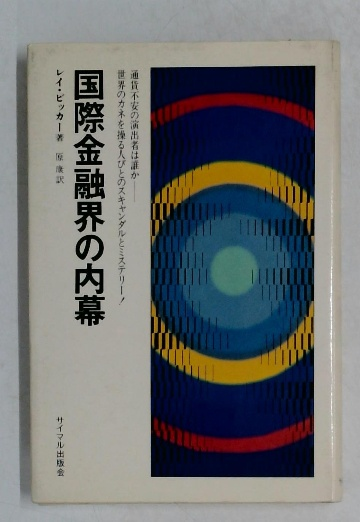 通貨不安の演出者は誰か——
世界のカネを操る人びとのスキャンダルとミステリー！
国際金融界の内幕
レイ・ビッカー著 原 康訳
サイマル出版会